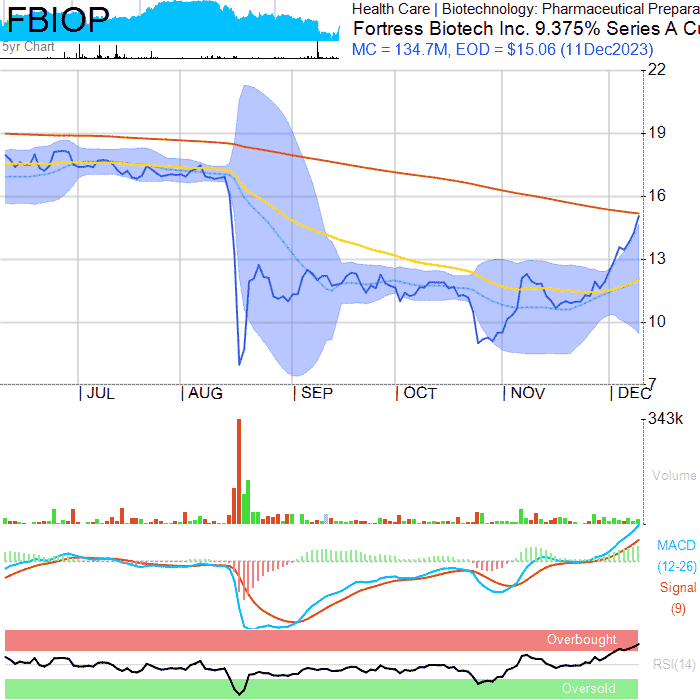 FBIOP
5yr Chart
Health Care | Biotechnology: Pharmaceutical Prepara
Fortress Biotech Inc. 9.375% Series A Cu
MC = 134.7M, EOD = $15.06 (11Dec2023)
22
19
16
13
10
7
JUL
AUG
SEP
OCT
NOV
DEC
343k
Volume
MACD
(12-26)
Signal
(9)
Overbought
RSI(14)
Oversold